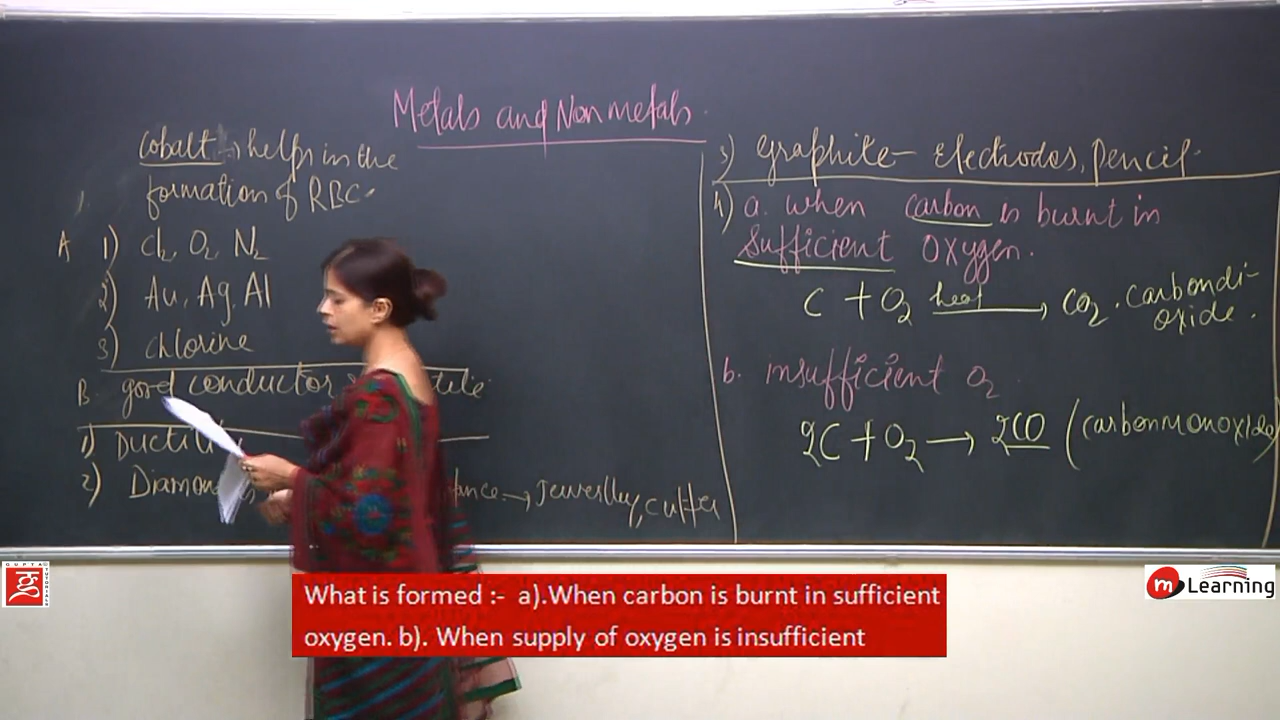 Metals and Non metals.
Cobalt → helps in the
formation of RBC.
A 1) Cl2, O2, N2
2) Au, Ag, Al
3) chlorine
B. good conductor
1) Ductil
2) Diamon → Jewellery, cutter
3) graphite - Electrodes, Pencil.
4) a. when carbon is burnt in
sufficient oxygen.
C + O2 heat → CO2. Carbondi-
oxide.
b. insufficient O2
2C + O2 → 2CO (carbonmonoxide)
What is formed :- a).When carbon is burnt in sufficient
oxygen. b). When supply of oxygen is insufficient
GUPTA
TUTORIALS
m Learning